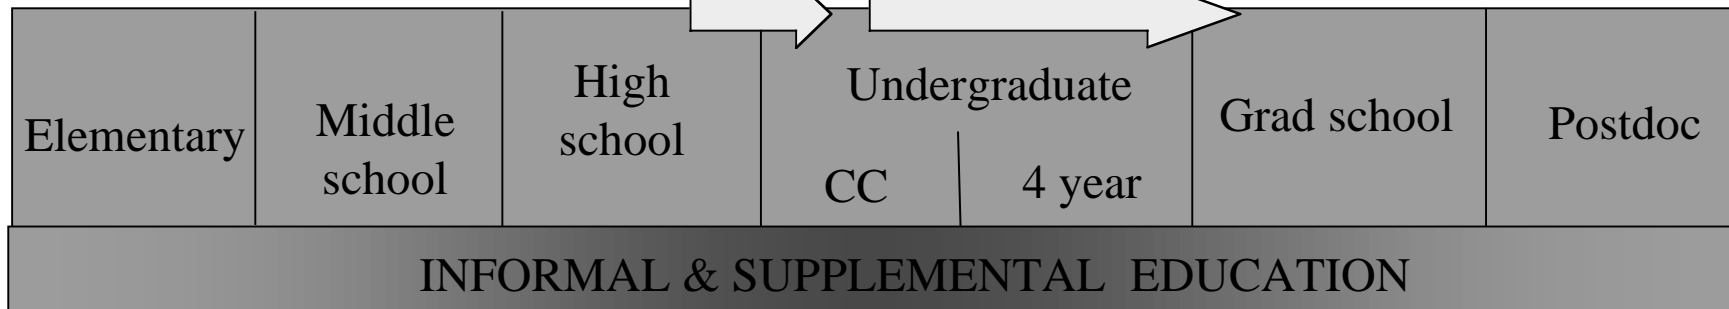 Elementary
Middle
school
High
school
Undergraduate
CC
4 year
Grad school
Postdoc
INFORMAL & SUPPLEMENTAL EDUCATION